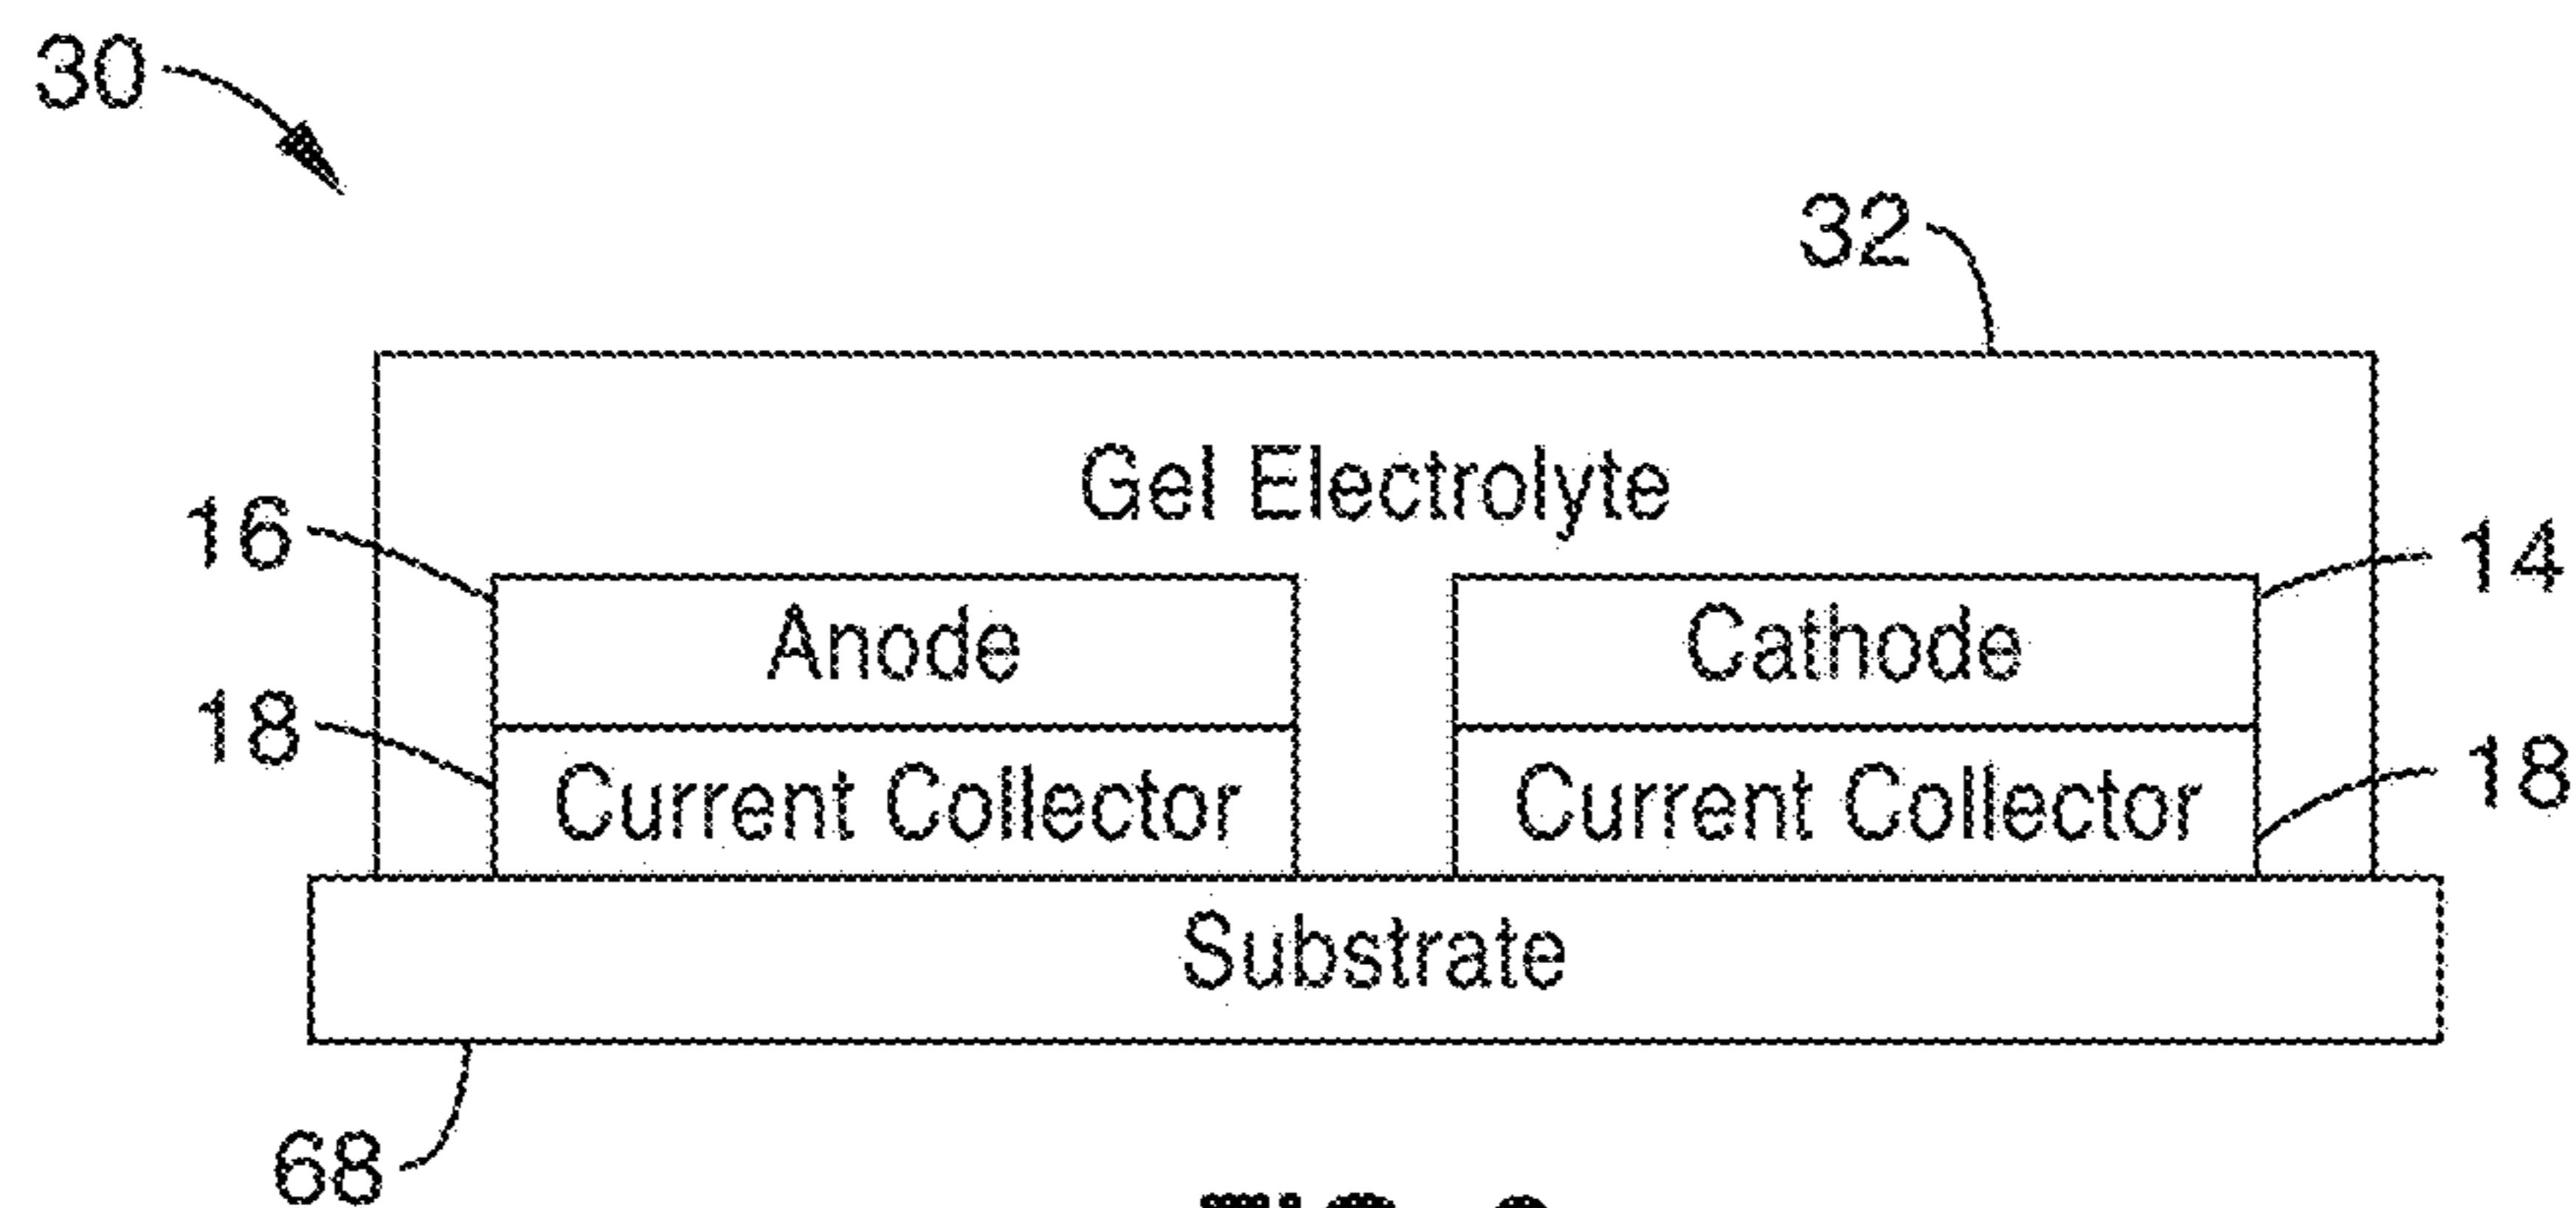 30
32
Gel Electrolyte
16
14
Anode
Cathode
18
18
Current Collector
Current Collector
Substrate
68